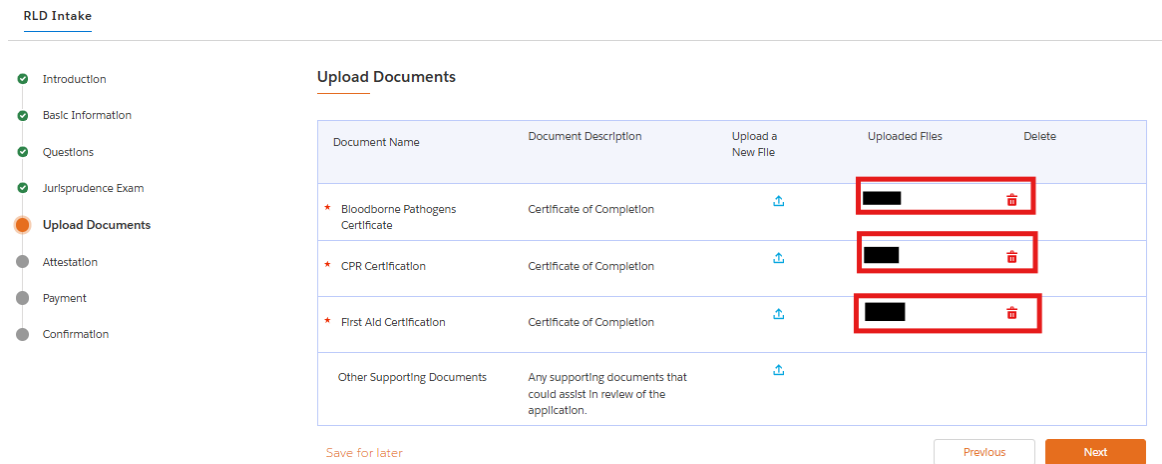 RLD Intake
Introduction
Basic Information
Questions
Jurisprudence Exam
Upload Documents
Attestation
Payment
Confirmation
Upload Documents
Document Name
Document Description
Upload a
New File
Uploaded Files
Delete
* Bloodborne Pathogens
Certificate
Certificate of Completion
* CPR Certification
Certificate of Completion
* First Aid Certification
Certificate of Completion
Other Supporting Documents
Any supporting documents that
could assist in review of the
application.
Save for later
Previous
Next